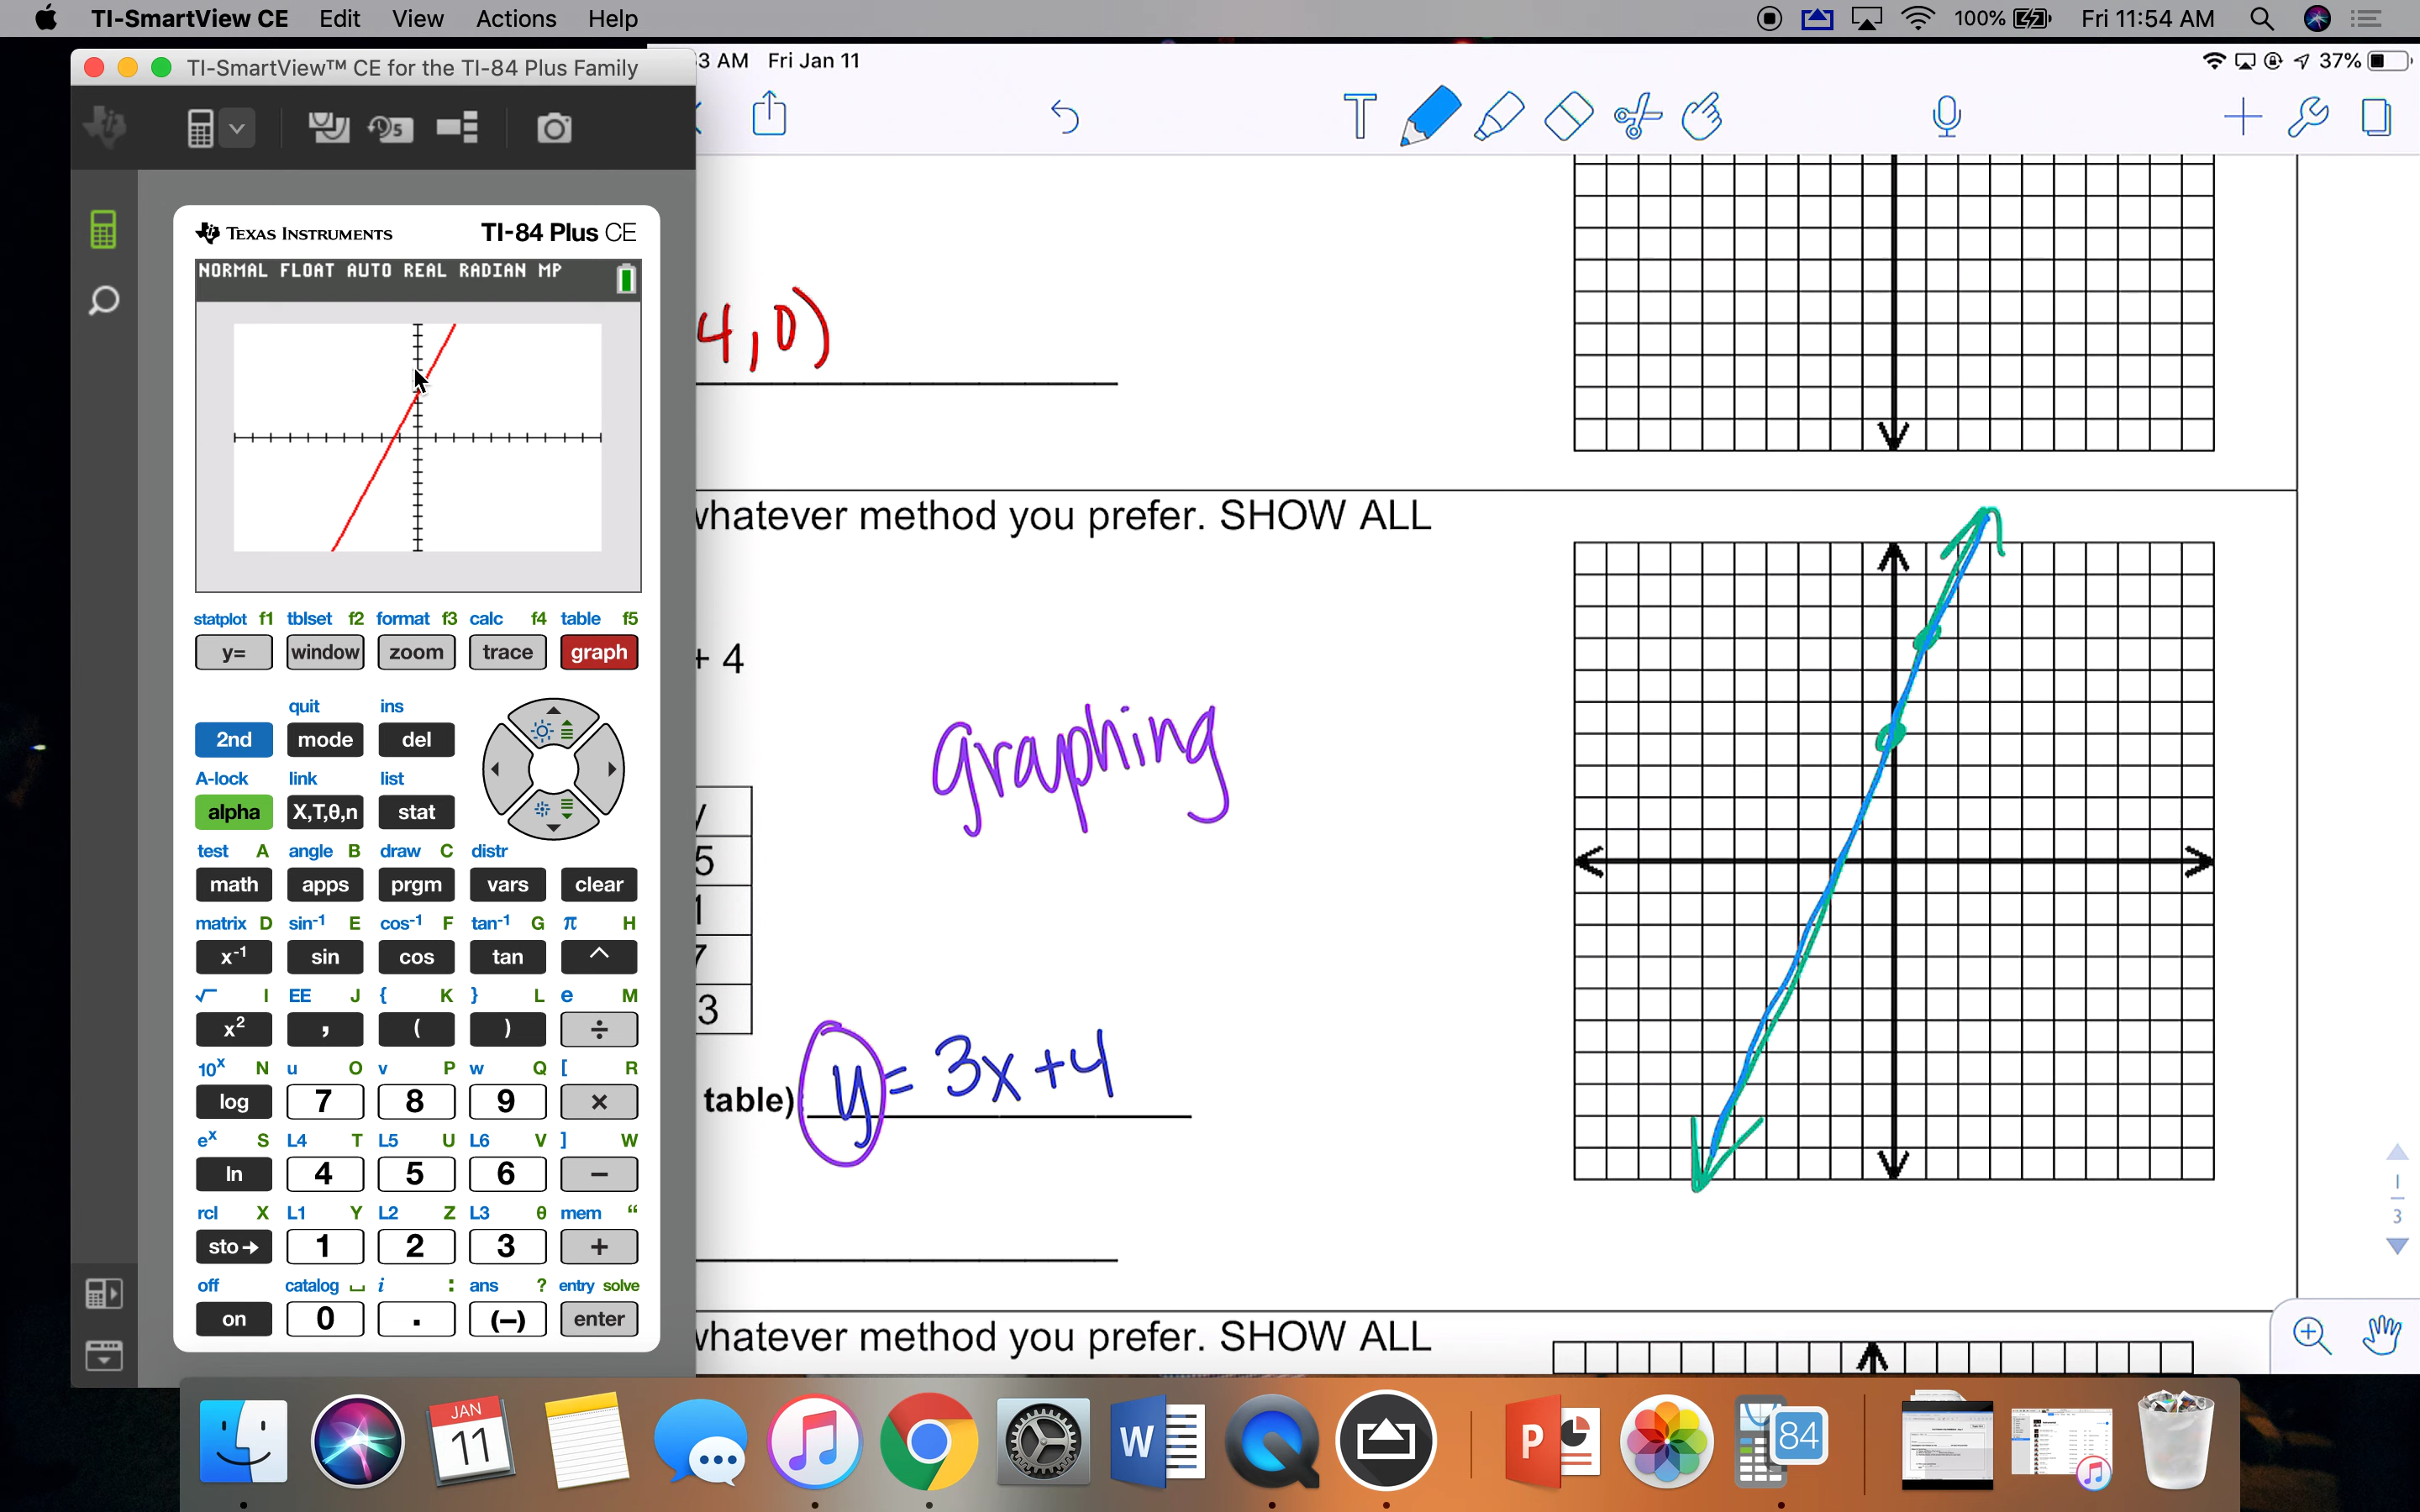 TI-SmartView CE Edit View Actions Help 100% Fri 11:54 AM
TI-SmartView™ CE for the TI-84 Plus Family
3 AM Fri Jan 11 37%
T
5
TEXAS INSTRUMENTS TI-84 Plus CE
NORMAL FLOAT AUTO REAL RADIAN MP
statplot f1 tblset f2 format f3 calc f4 table f5
y= window zoom trace graph
quit ins
2nd mode del
A-lock link list
alpha X,T,θ,n stat
test A angle B draw C distr
math apps prgm vars clear
matrix D sin-1 E cos-1 F tan-1 G π H
x-1 sin cos tan ^
√ I EE J { K } L e M
x2 , ( ) ÷
10x N u O v P w Q [ R
log 7 8 9 ×
ex S L4 T L5 U L6 V ] W
ln 4 5 6 −
rcl X L1 Y L2 Z L3 θ mem “
sto→ 1 2 3 +
off catalog ⎵ i : ans ? entry solve
on 0 . (–) enter
4,0)
whatever method you prefer. SHOW ALL
+ 4
graphing
y
5
1
7
3
table) y = 3x +4
whatever method you prefer. SHOW ALL
1
3
JAN
11
W
P
84